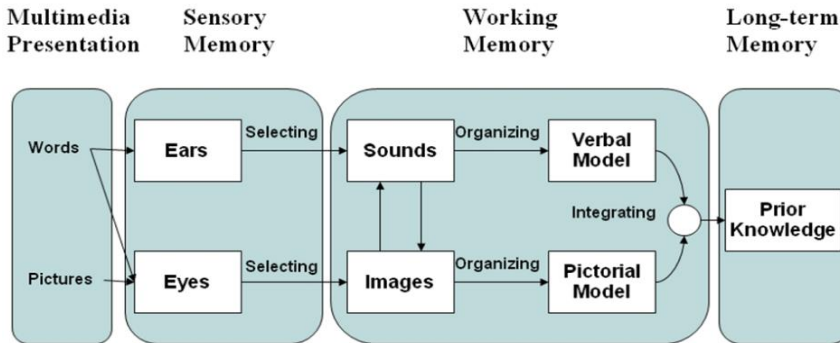 Multimedia
Presentation
Sensory
Memory
Working
Memory
Long-term
Memory
Words
Ears
Selecting
Sounds
Organizing
Verbal
Model
Integrating
Prior
Knowledge
Pictures
Eyes
Selecting
Images
Organizing
Pictorial
Model